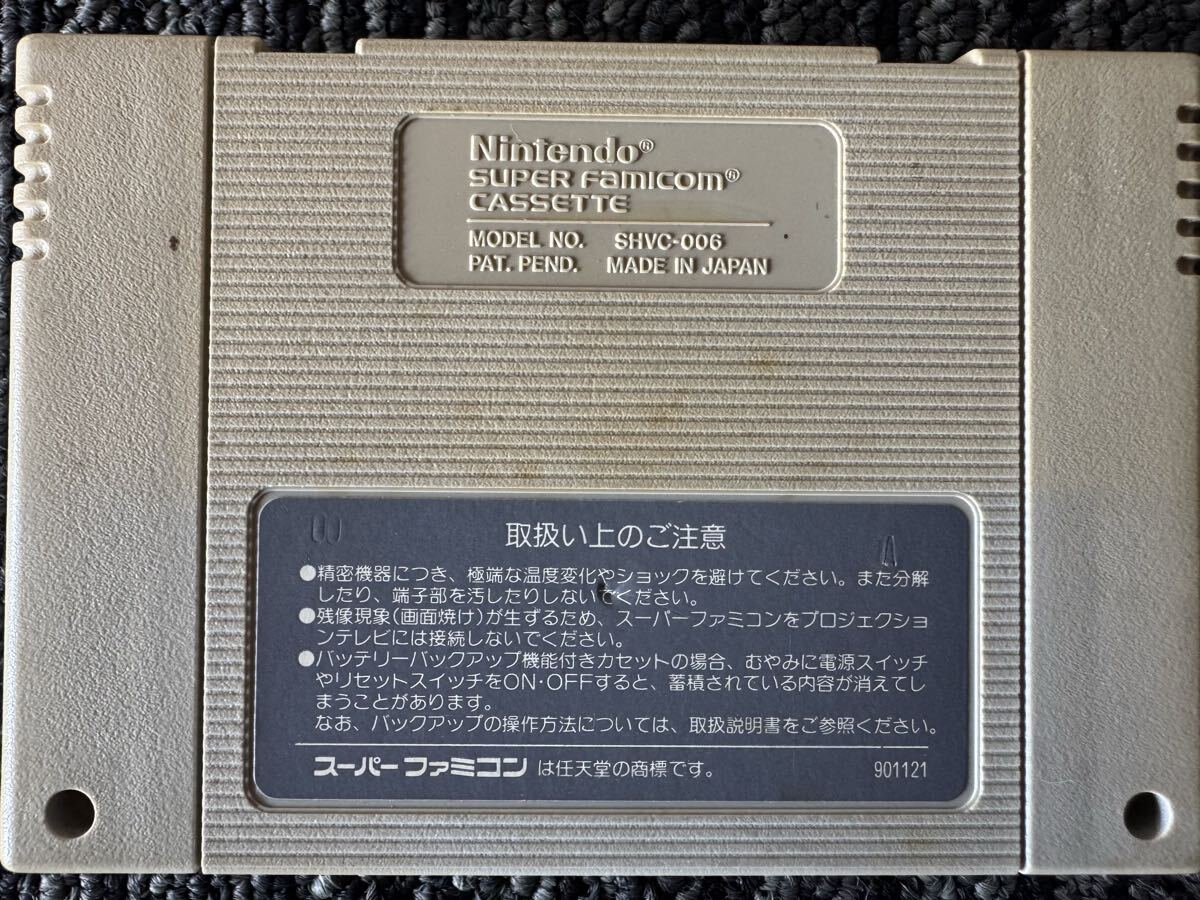 Nintendo®
SUPER FAMICOM®
CASSETTE
MODEL NO. SHVC-006
PAT. PEND. MADE IN JAPAN
取扱い上のご注意
●精密機器につき、極端な温度変化やショックを避けてください。また分解
したり、端子部を汚したりしないでください。
●残像現象(画面焼け)が生ずるため、スーパーファミコンをプロジェクショ
ンテレビには接続しないでください。
●バッテリーバックアップ機能付きカセットの場合、むやみに電源スイッチ
やリセットスイッチをON・OFFすると、蓄積されている内容が消えてし
まうことがあります。
なお、バックアップの操作方法については、取扱説明書をご参照ください。
スーパーファミコン は任天堂の商標です。 901121